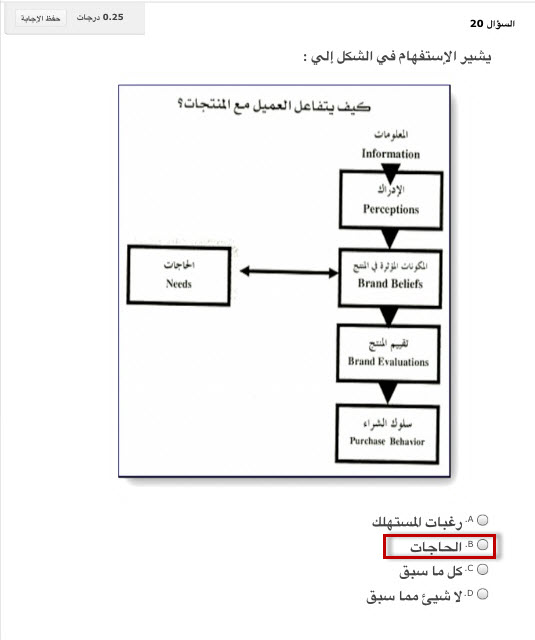 السؤال 20
0.25 درجات
حفظ الإجابة
يشير الإستفهام في الشكل إلي :
كيف يتفاعل العميل مع المنتجات؟
المعلومات
Information
الإدراك
Perceptions
المكونات المؤثرة في المنتج
Brand Beliefs
الحاجات
Needs
تقييم المنتج
Brand Evaluations
سلوك الشراء
Purchase Behavior
A. رغبات المستهلك
B. الحاجات
C. كل ما سبق
D. لا شيئ مما سبق